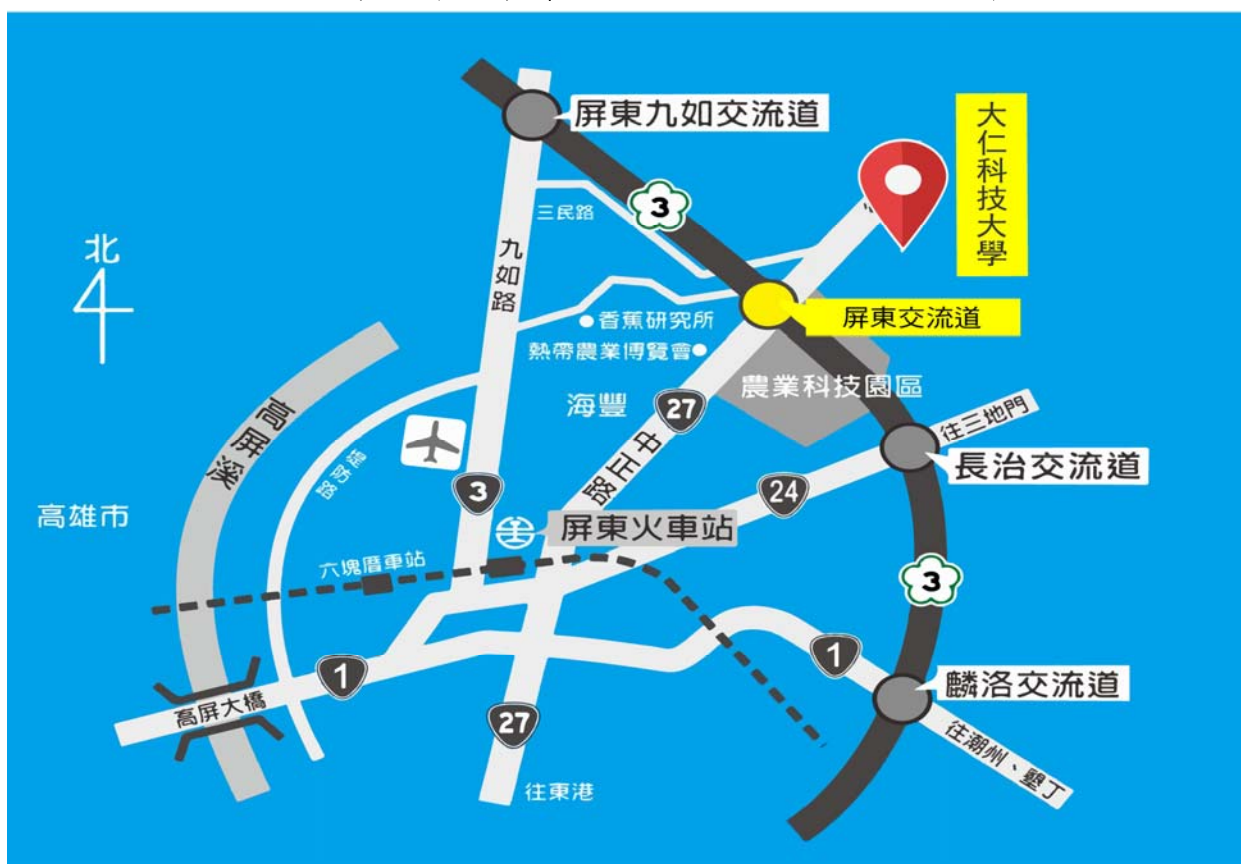 屏東九如交流道
大仁科技大學
3
三民路
北
九如路
屏東交流道
香蕉研究所
熱帶農業博覽會
農業科技園區
海豐
27
往三地門
高屏溪
堤防路
中正路
長治交流道
3
24
高雄市
屏東火車站
六塊厝車站
3
1
1
麟洛交流道
高屏大橋
27
往潮州、墾丁
往東港